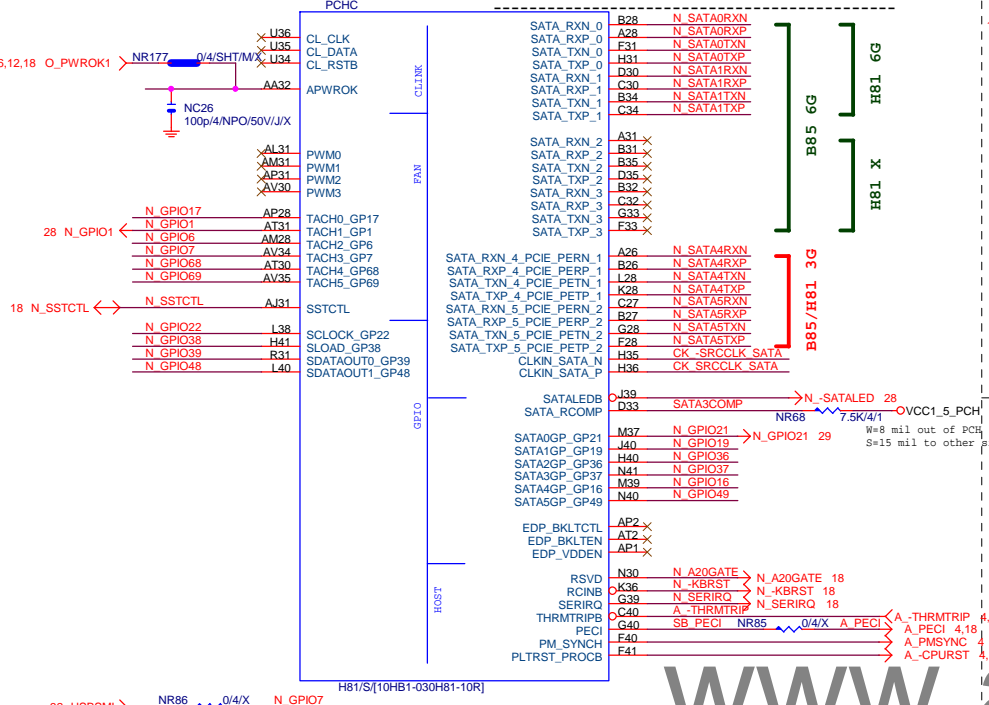 PCHC
CLINK
FAN
GPIO
HOST
U36 CL_CLK
U35 CL_DATA
U34 CL_RSTB
6,12,18 O_PWROK1 NR177 0/4/SHT/M/X
AA32 APWROK
NC26
100p/4/NPO/50V/J/X
AL31 PWM0
AM31 PWM1
AP31 PWM2
AV30 PWM3
N_GPIO17 AP28 TACH0_GP17
28 N_GPIO1 N_GPIO1 AT31 TACH1_GP1
N_GPIO6 AM28 TACH2_GP6
N_GPIO7 AV34 TACH3_GP7
N_GPIO68 AT30 TACH4_GP68
N_GPIO69 AV35 TACH5_GP69
18 N_SSTCTL N_SSTCTL AJ31 SSTCTL
N_GPIO22 L38 SCLOCK_GP22
N_GPIO38 H41 SLOAD_GP38
N_GPIO39 R31 SDATAOUT0_GP39
N_GPIO48 L40 SDATAOUT1_GP48
SATA_RXN_0 B28 N_SATA0RXN
SATA_RXP_0 A28 N_SATA0RXP
SATA_TXN_0 F31 N_SATA0TXN
SATA_TXP_0 H31 N_SATA0TXP
SATA_RXN_1 D30 N_SATA1RXN
SATA_RXP_1 C30 N_SATA1RXP
SATA_TXN_1 B34 N_SATA1TXN
SATA_TXP_1 C34 N_SATA1TXP
SATA_RXN_2 A31
SATA_RXP_2 B31
SATA_TXN_2 B35
SATA_TXP_2 D35
SATA_RXN_3 B32
SATA_RXP_3 C32
SATA_TXN_3 G33
SATA_TXP_3 F33
B85 6G
H81 6G
H81 X
SATA_RXN_4_PCIE_PERN_1 A26 N_SATA4RXN
SATA_RXP_4_PCIE_PERP_1 B26 N_SATA4RXP
SATA_TXN_4_PCIE_PETN_1 L28 N_SATA4TXN
SATA_TXP_4_PCIE_PETP_1 K28 N_SATA4TXP
SATA_RXN_5_PCIE_PERN_2 C27 N_SATA5RXN
SATA_RXP_5_PCIE_PERP_2 B27 N_SATA5RXP
SATA_TXN_5_PCIE_PETN_2 G28 N_SATA5TXN
SATA_TXP_5_PCIE_PETP_2 F28 N_SATA5TXP
B85/H81 3G
CLKIN_SATA_N H35 CK_-SRCCLK_SATA
CLKIN_SATA_P H36 CK_SRCCLK_SATA
SATALEDB J39 N_-SATALED 28
SATA_RCOMP D33 SATA3COMP NR68 7.5K/4/1 VCC1_5_PCH
W=8 mil out of PCH
S=15 mil to other s
SATA0GP_GP21 M37 N_GPIO21 N_GPIO21 29
SATA1GP_GP19 J40 N_GPIO19
SATA2GP_GP36 H40 N_GPIO36
SATA3GP_GP37 N41 N_GPIO37
SATA4GP_GP16 M39 N_GPIO16
SATA5GP_GP49 N40 N_GPIO49
EDP_BKLTCTL AP2
EDP_BKLTEN AT2
EDP_VDDEN AP1
RSVD N30 N_A20GATE N_A20GATE 18
RCINB K36 N_-KBRST N_-KBRST 18
SERIRQ G39 N_SERIRQ N_SERIRQ 18
THRMTRIPB C40 A_-THRMTRIP A_-THRMTRIP 4,
PECI G40 SB_PECI NR85 0/4/X A_PECI A_PECI 4,18
PM_SYNCH F40 A_PMSYNC 4
PLTRST_PROCB F41 A_-CPURST 4,
H81/S/[10HB1-030H81-10R]
NR86 0/4/X N_GPIO7
www